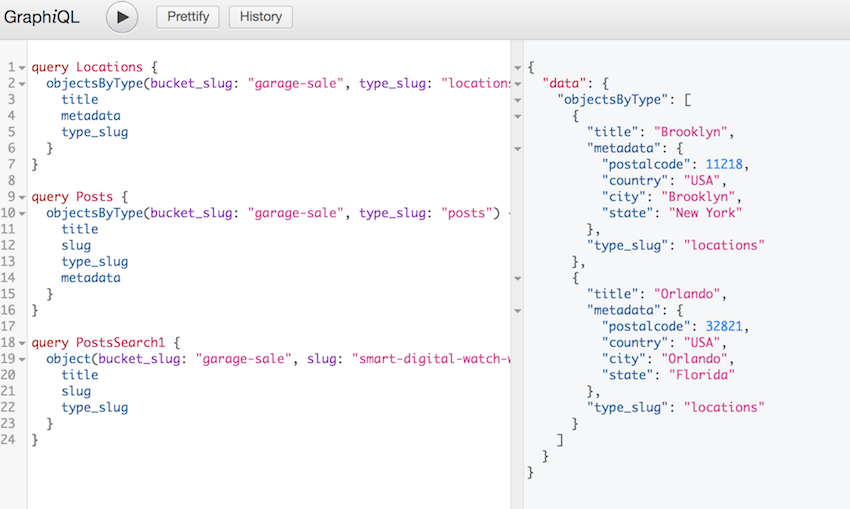 GraphiQL Prettify History
1 query Locations {
2 objectsByType(bucket_slug: "garage-sale", type_slug: "locations
3 title
4 metadata
5 type_slug
6 }
7 }
8
9 query Posts {
10 objectsByType(bucket_slug: "garage-sale", type_slug: "posts")
11 title
12 slug
13 type_slug
14 metadata
15 }
16 }
17
18 query PostsSearch1 {
19 object(bucket_slug: "garage-sale", slug: "smart-digital-watch-
20 title
21 slug
22 type_slug
23 }
24 }
{
"data": {
"objectsByType": [
{
"title": "Brooklyn",
"metadata": {
"postalcode": 11218,
"country": "USA",
"city": "Brooklyn",
"state": "New York"
},
"type_slug": "locations"
},
{
"title": "Orlando",
"metadata": {
"postalcode": 32821,
"country": "USA",
"city": "Orlando",
"state": "Florida"
},
"type_slug": "locations"
}
]
}
}